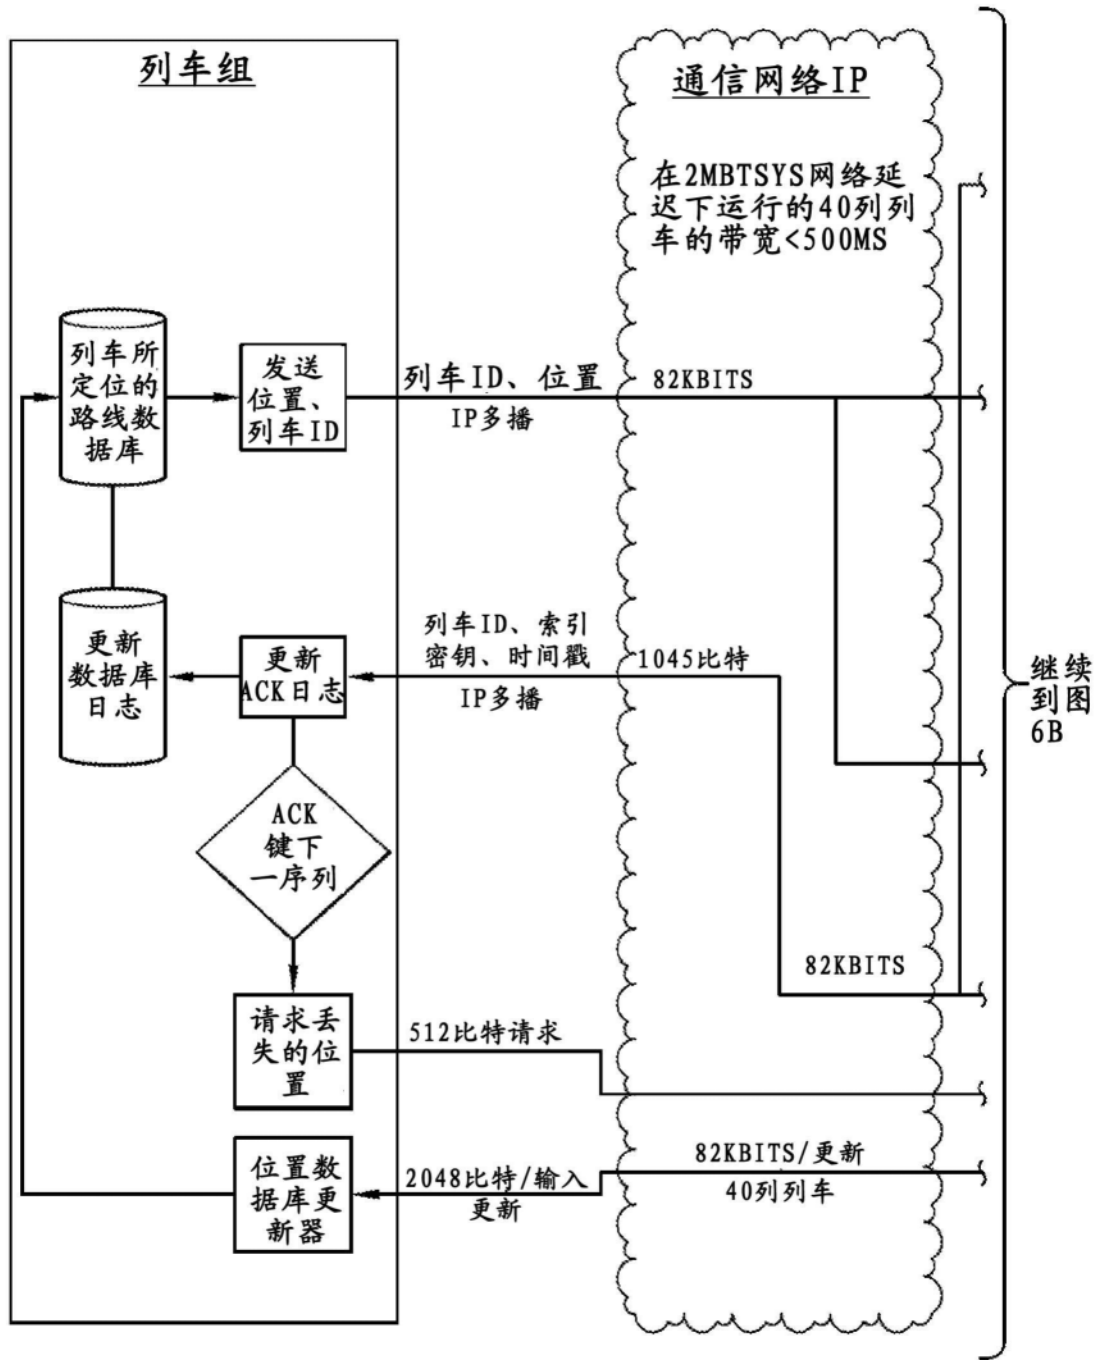 列车组
通信网络IP
在2MBTSYS网络延
迟下运行的40列列
车的带宽<500MS
列车所
定位的
路线数
据库
发送
位置、
列车ID
列车ID、位置
IP多播
82KBITS
更新
数据库
日志
更新
ACK日志
列车ID、索引
密钥、时间戳
IP多播
1045比特
继续
到图
6B
ACK
键下
一序列
82KBITS
请求丢
失的位
置
512比特请求
位置数
据库更
新器
2048比特/输入
更新
82KBITS/更新
40列列车